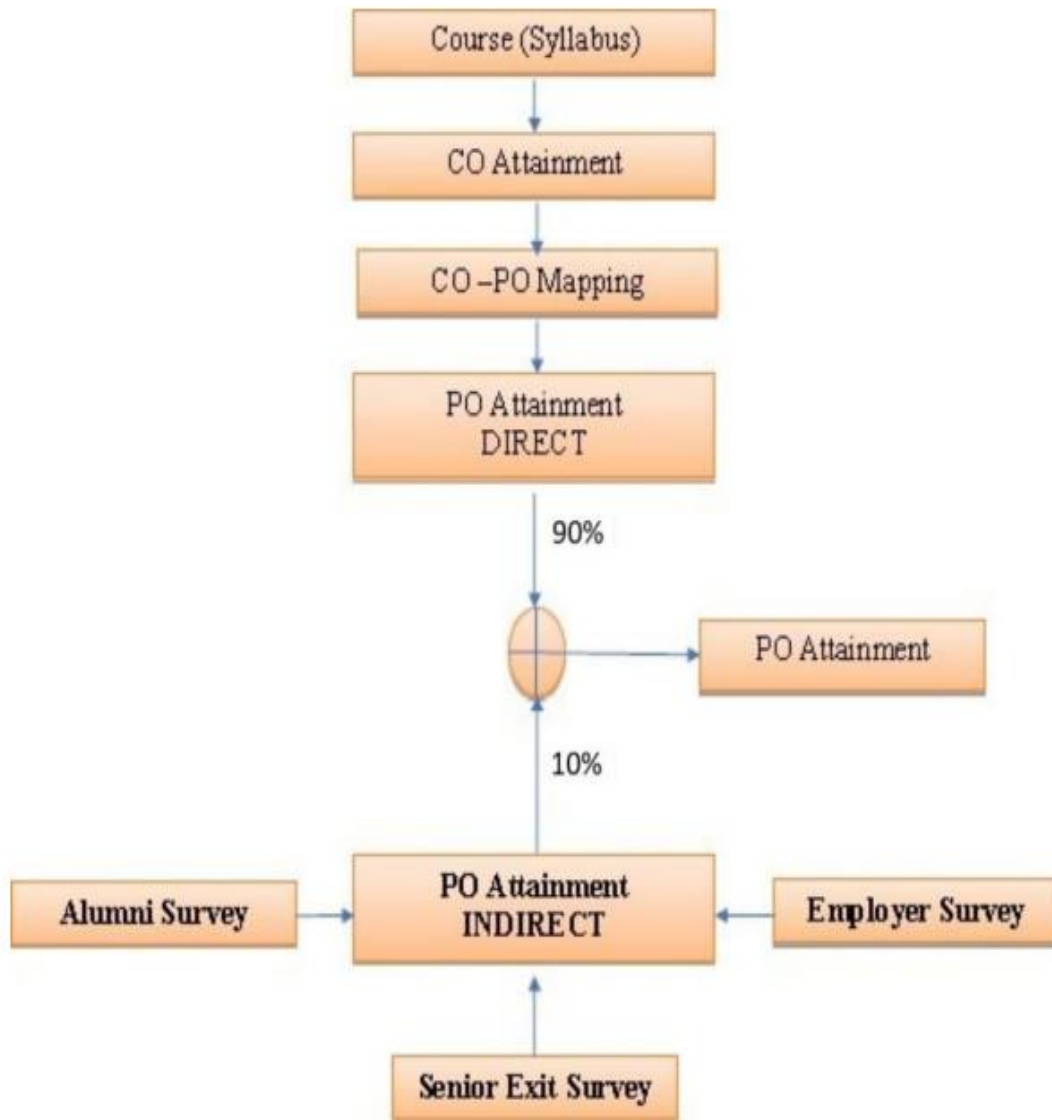 Course (Syllabus)
CO Attainment
CO –PO Mapping
PO Attainment
DIRECT
90%
PO Attainment
10%
PO Attainment
INDIRECT
Alumni Survey
Employer Survey
Senior Exit Survey